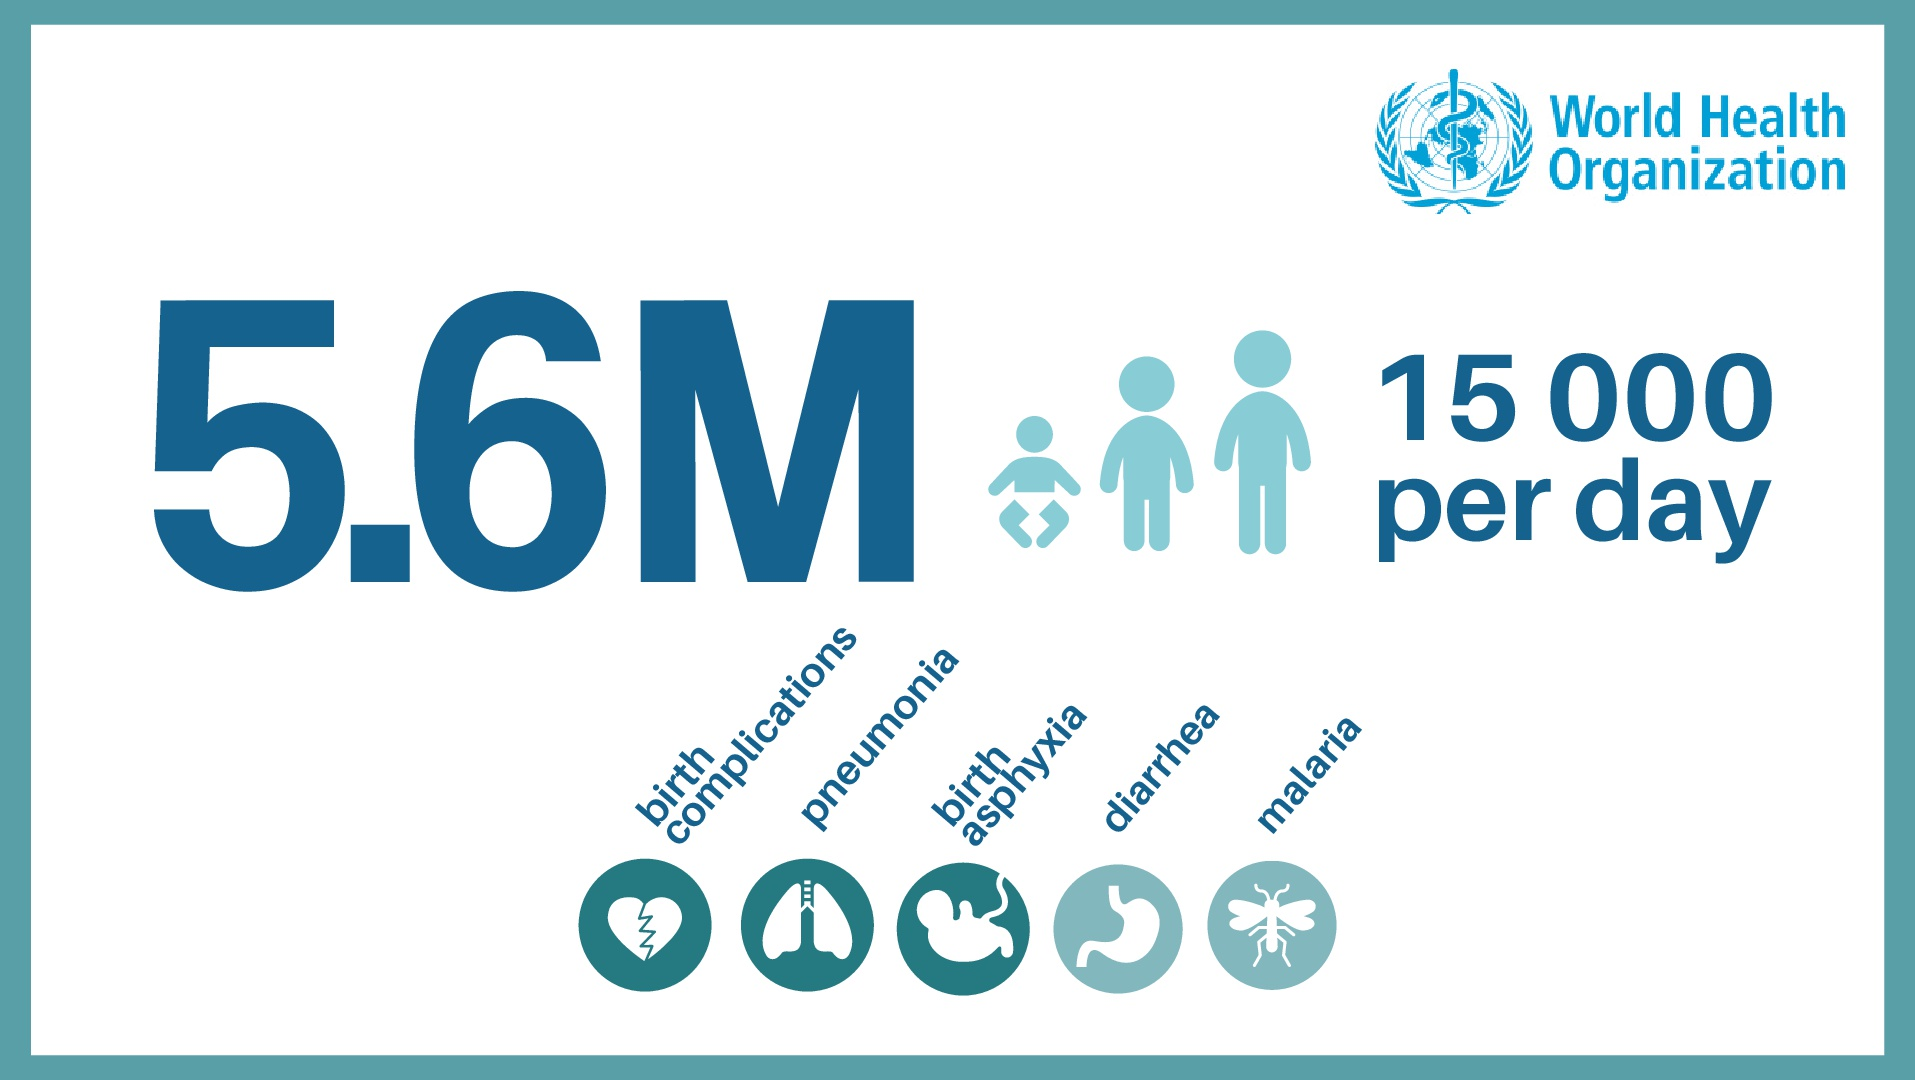 World Health
Organization
5.6M
15 000
per day
birth
complications
pneumonia
birth
asphyxia
diarrhea
malaria